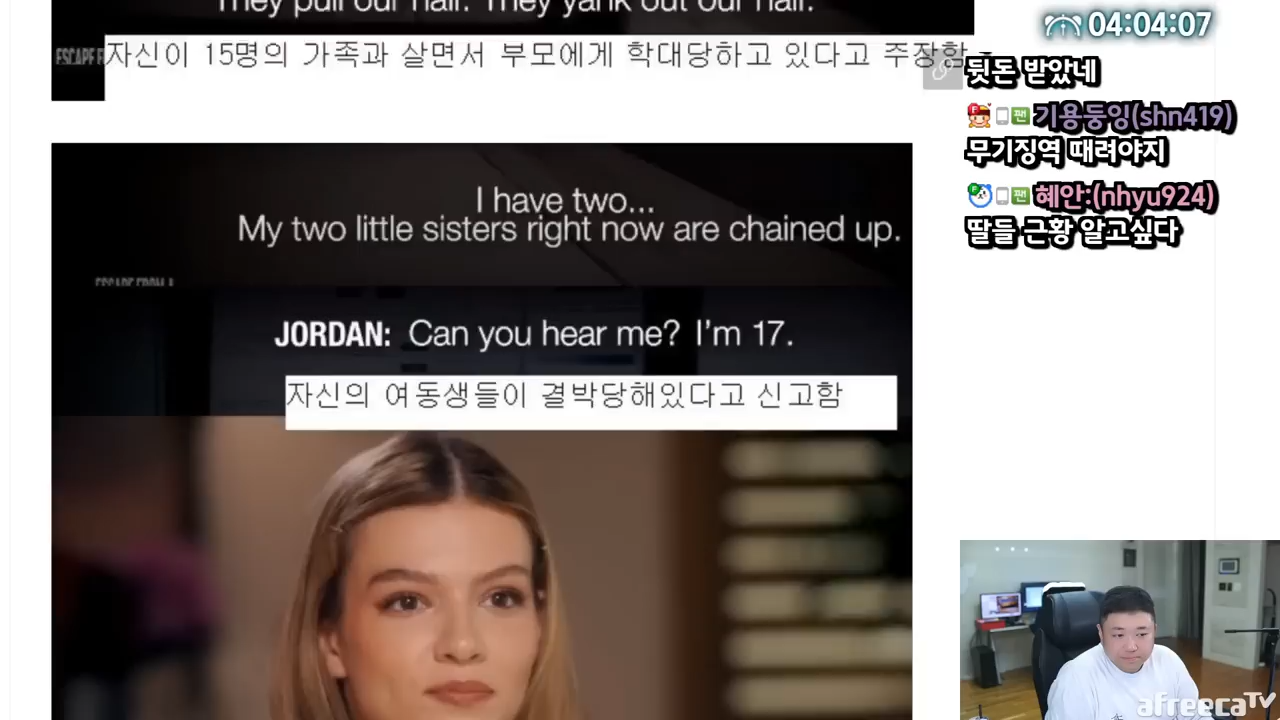 They pull our hair. They yank out our hair.
자신이 15명의 가족과 살면서 부모에게 학대당하고 있다고 주장함
I have two...
My two little sisters right now are chained up.
JORDAN: Can you hear me? I'm 17.
자신의 여동생들이 결박당해있다고 신고함
04:04:07
뒷돈 받았네
기용둥잉(shn419)
무기징역 때려야지
혜안:(nhyu924)
딸들 근황 알고싶다
afreecaTV